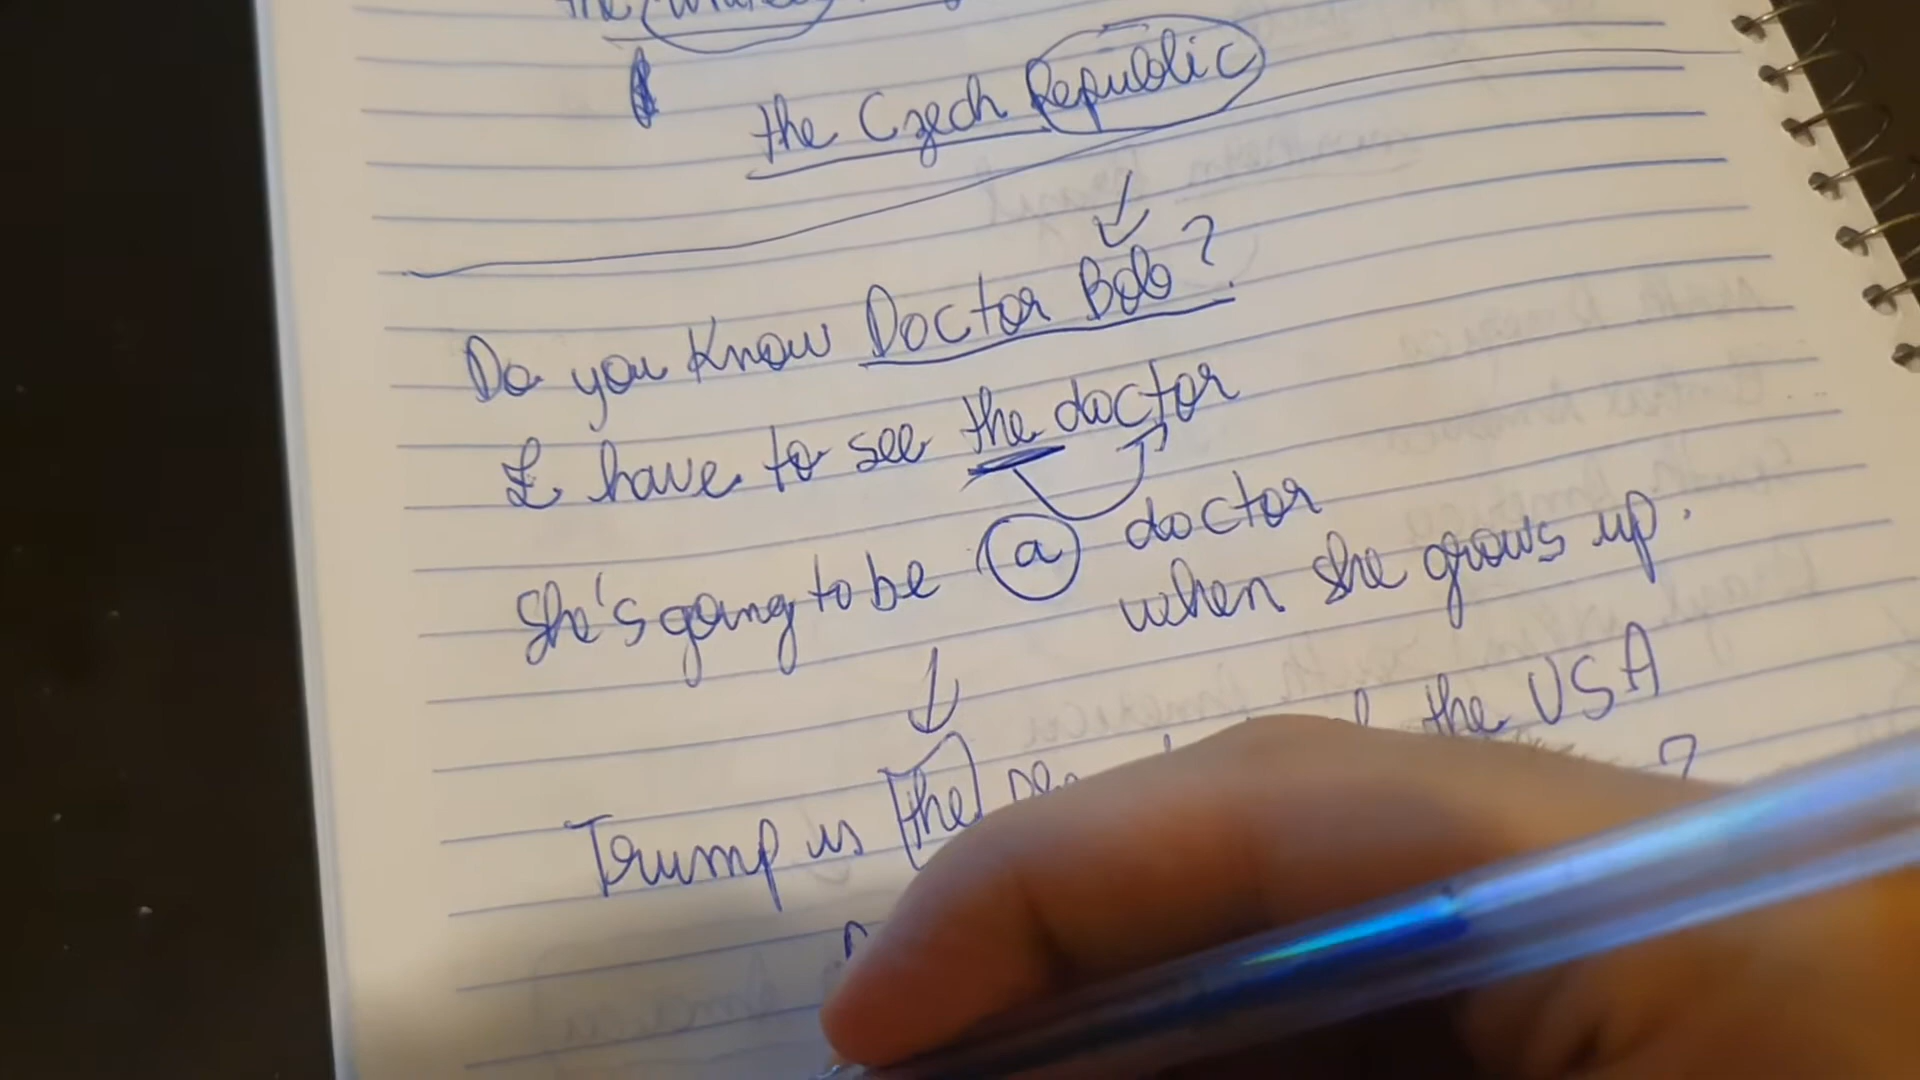 the
the Czech Republic
Do you know Doctor Bob?
I have to see the doctor
She's going to be a doctor
when she grows up.
Trump is the the USA
?